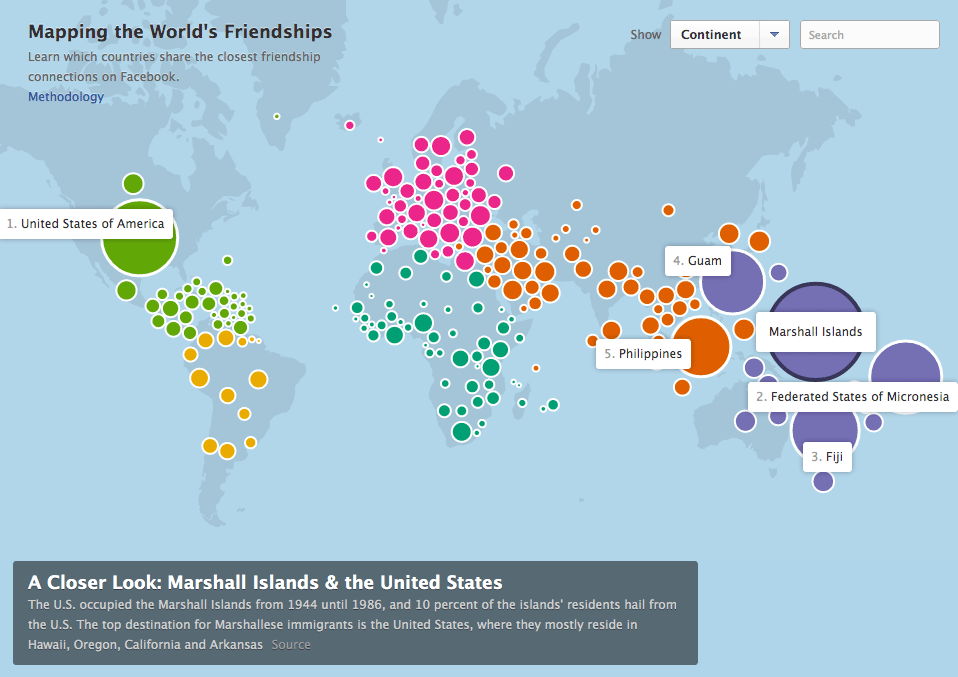 Mapping the World's Friendships
Show Continent Search
Learn which countries share the closest friendship
connections on Facebook.
Methodology
1. United States of America
4. Guam
Marshall Islands
5. Philippines
2. Federated States of Micronesia
3. Fiji
A Closer Look: Marshall Islands & the United States
The U.S. occupied the Marshall Islands from 1944 until 1986, and 10 percent of the islands' residents hail from
the U.S. The top destination for Marshallese immigrants is the United States, where they mostly reside in
Hawaii, Oregon, California and Arkansas Source